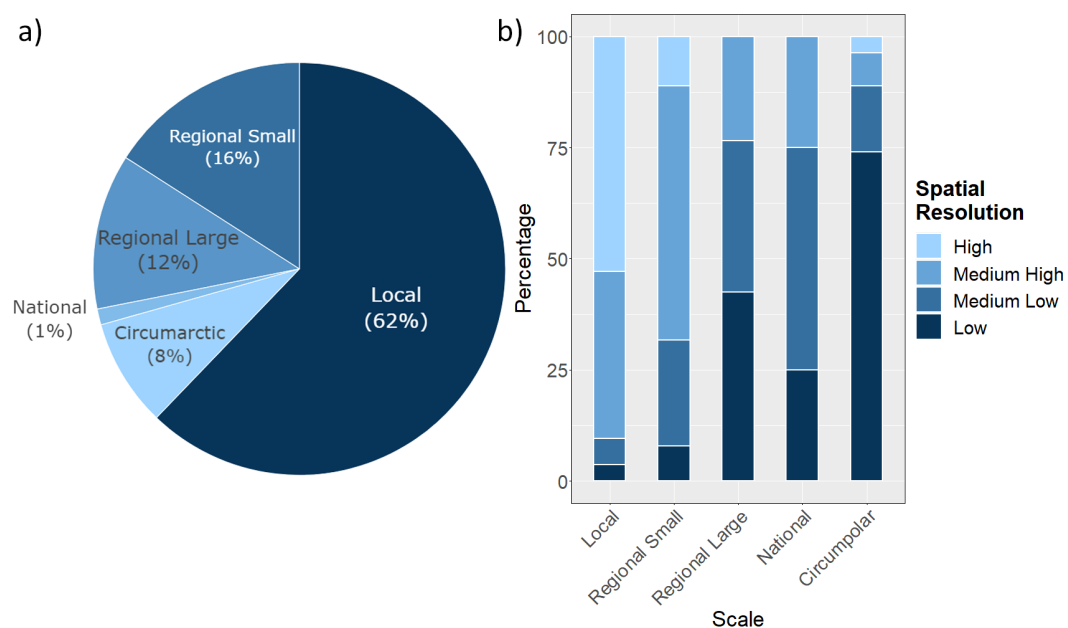 a)
Regional Small
(16%)
Regional Large
(12%)
National
(1%)
Circumarctic
(8%)
Local
(62%)
b)
100
75
50
25
0
Percentage
Local
Regional Small
Regional Large
National
Circumpolar
Scale
Spatial
Resolution
High
Medium High
Medium Low
Low